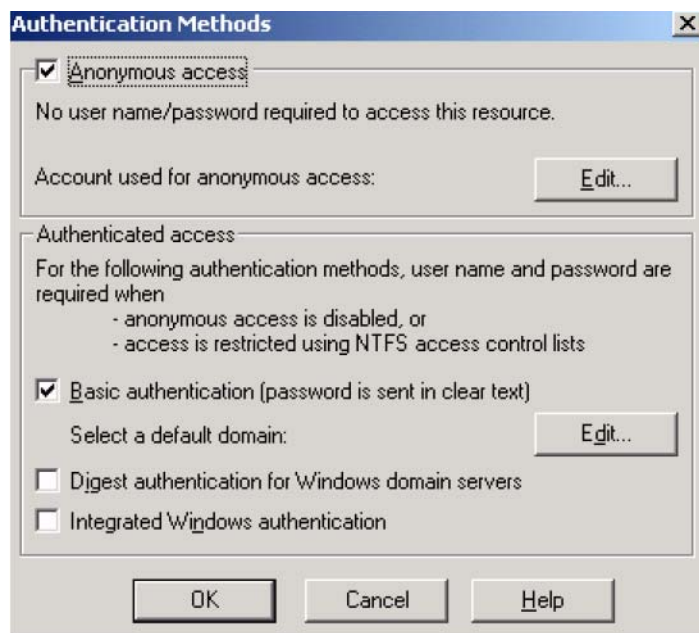 Authentication Methods
Anonymous access
No user name/password required to access this resource.
Account used for anonymous access:
Edit...
Authenticated access
For the following authentication methods, user name and password are
required when
- anonymous access is disabled, or
- access is restricted using NTFS access control lists
Basic authentication (password is sent in clear text)
Select a default domain:
Edit...
Digest authentication for Windows domain servers
Integrated Windows authentication
OK
Cancel
Help